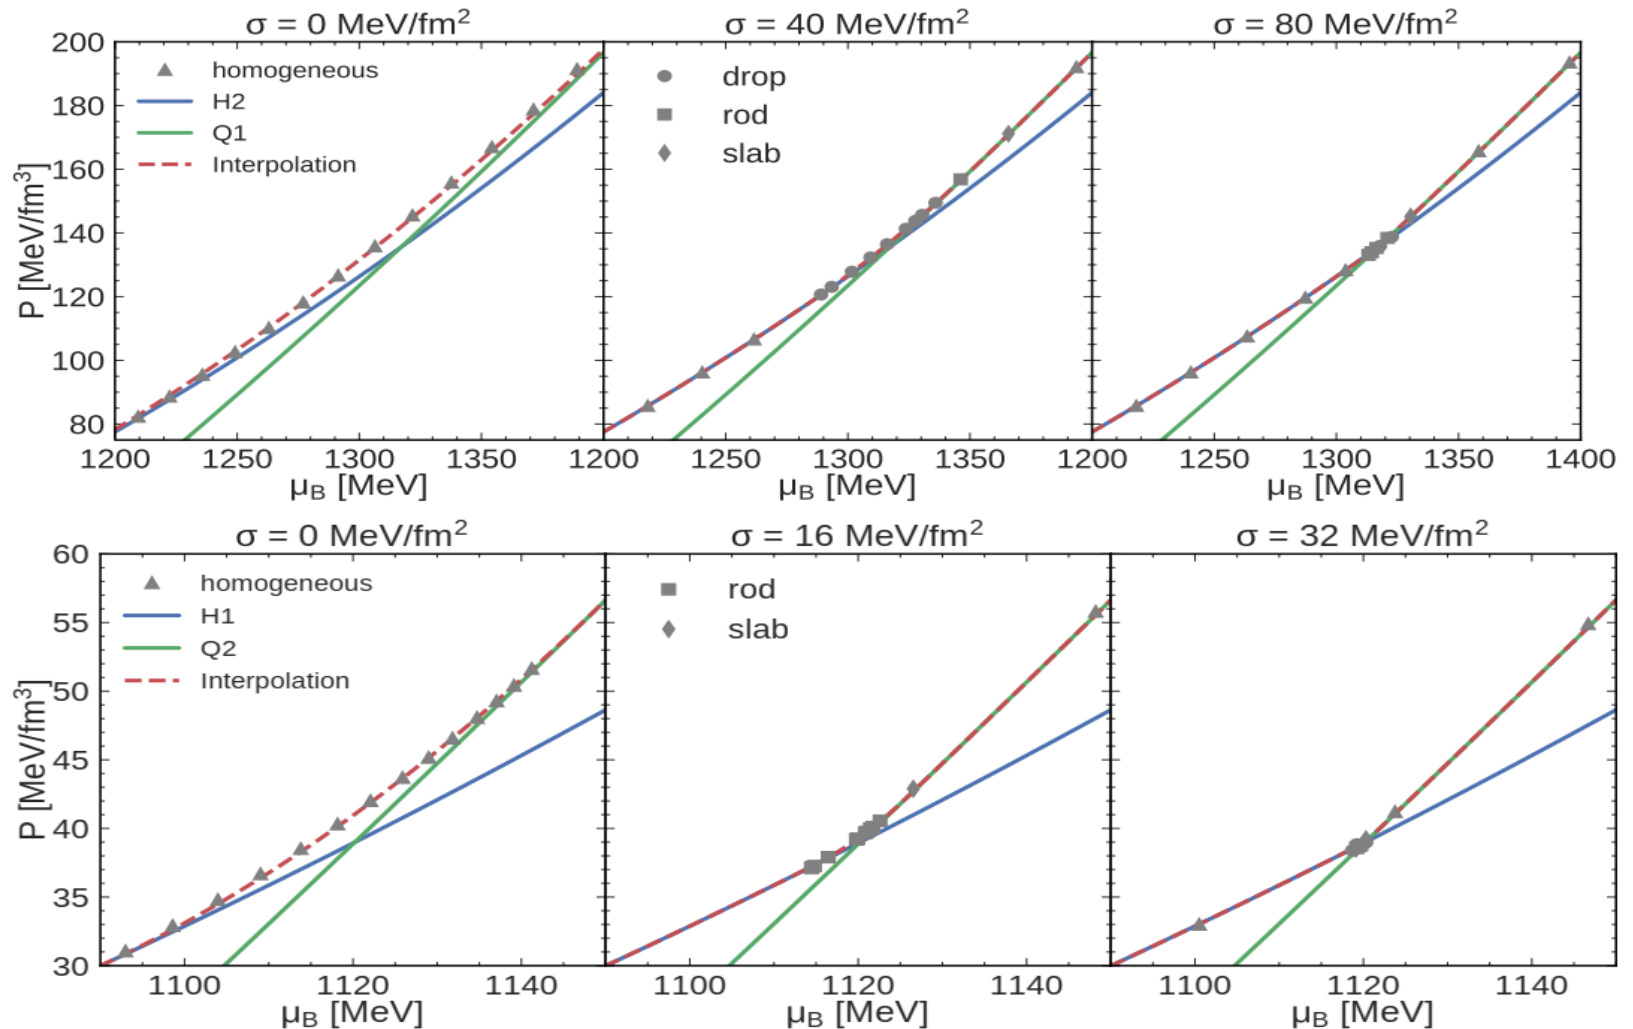 σ = 0 MeV/fm² σ = 40 MeV/fm² σ = 80 MeV/fm²
200
180
160
140
120
100
80
P [MeV/fm³]
homogeneous
H2
Q1
Interpolation
drop
rod
slab
1200 1250 1300 1350 1200 1250 1300 1350 1200 1250 1300 1350 1400
μB [MeV] μB [MeV] μB [MeV]
σ = 0 MeV/fm² σ = 16 MeV/fm² σ = 32 MeV/fm²
60
55
50
45
40
35
30
P [MeV/fm³]
homogeneous
H1
Q2
Interpolation
rod
slab
1100 1120 1140 1100 1120 1140 1100 1120 1140
μB [MeV] μB [MeV] μB [MeV]